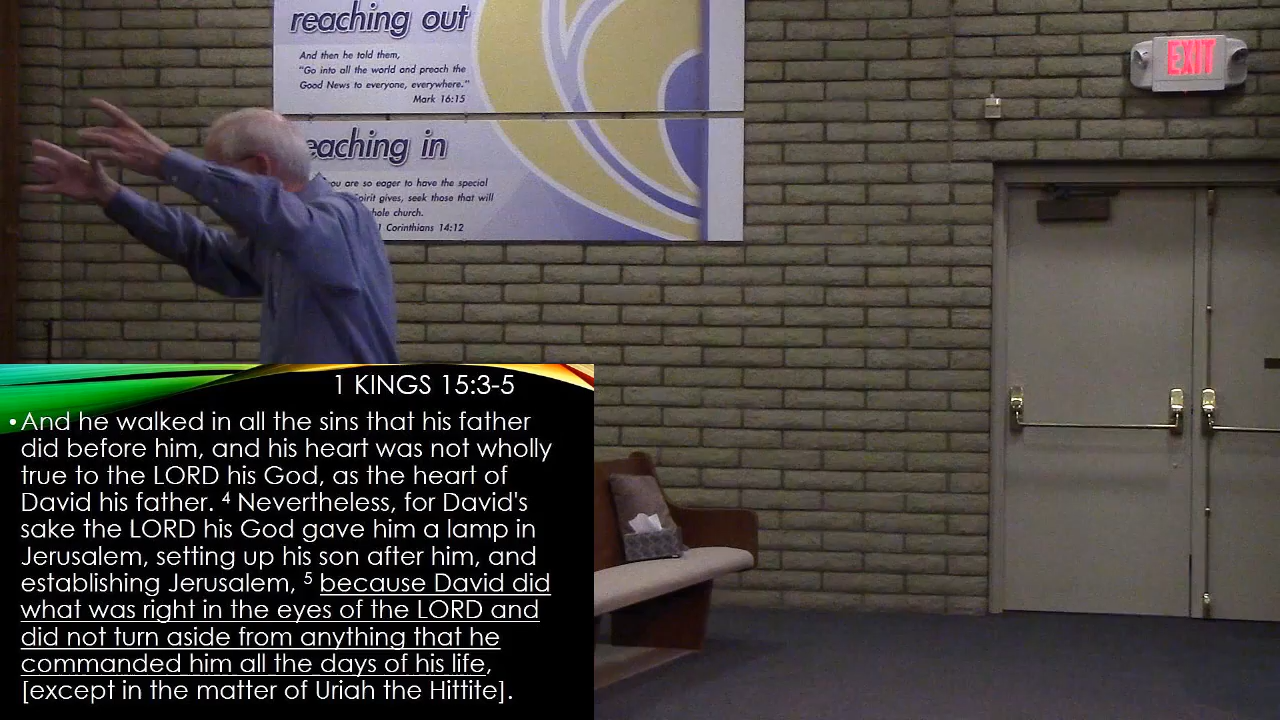 reaching out
And then he told them,
"Go into all the world and preach the
Good News to everyone, everywhere."
Mark 16:15
EXIT
eaching in
you are so eager to have the special
Spirit gives, seek those that will
whole church.
1 Corinthians 14:12
1 KINGS 15:3-5
•And he walked in all the sins that his father
did before him, and his heart was not wholly
true to the LORD his God, as the heart of
David his father. ⁴ Nevertheless, for David's
sake the LORD his God gave him a lamp in
Jerusalem, setting up his son after him, and
establishing Jerusalem, ⁵ because David did
what was right in the eyes of the LORD and
did not turn aside from anything that he
commanded him all the days of his life,
[except in the matter of Uriah the Hittite].